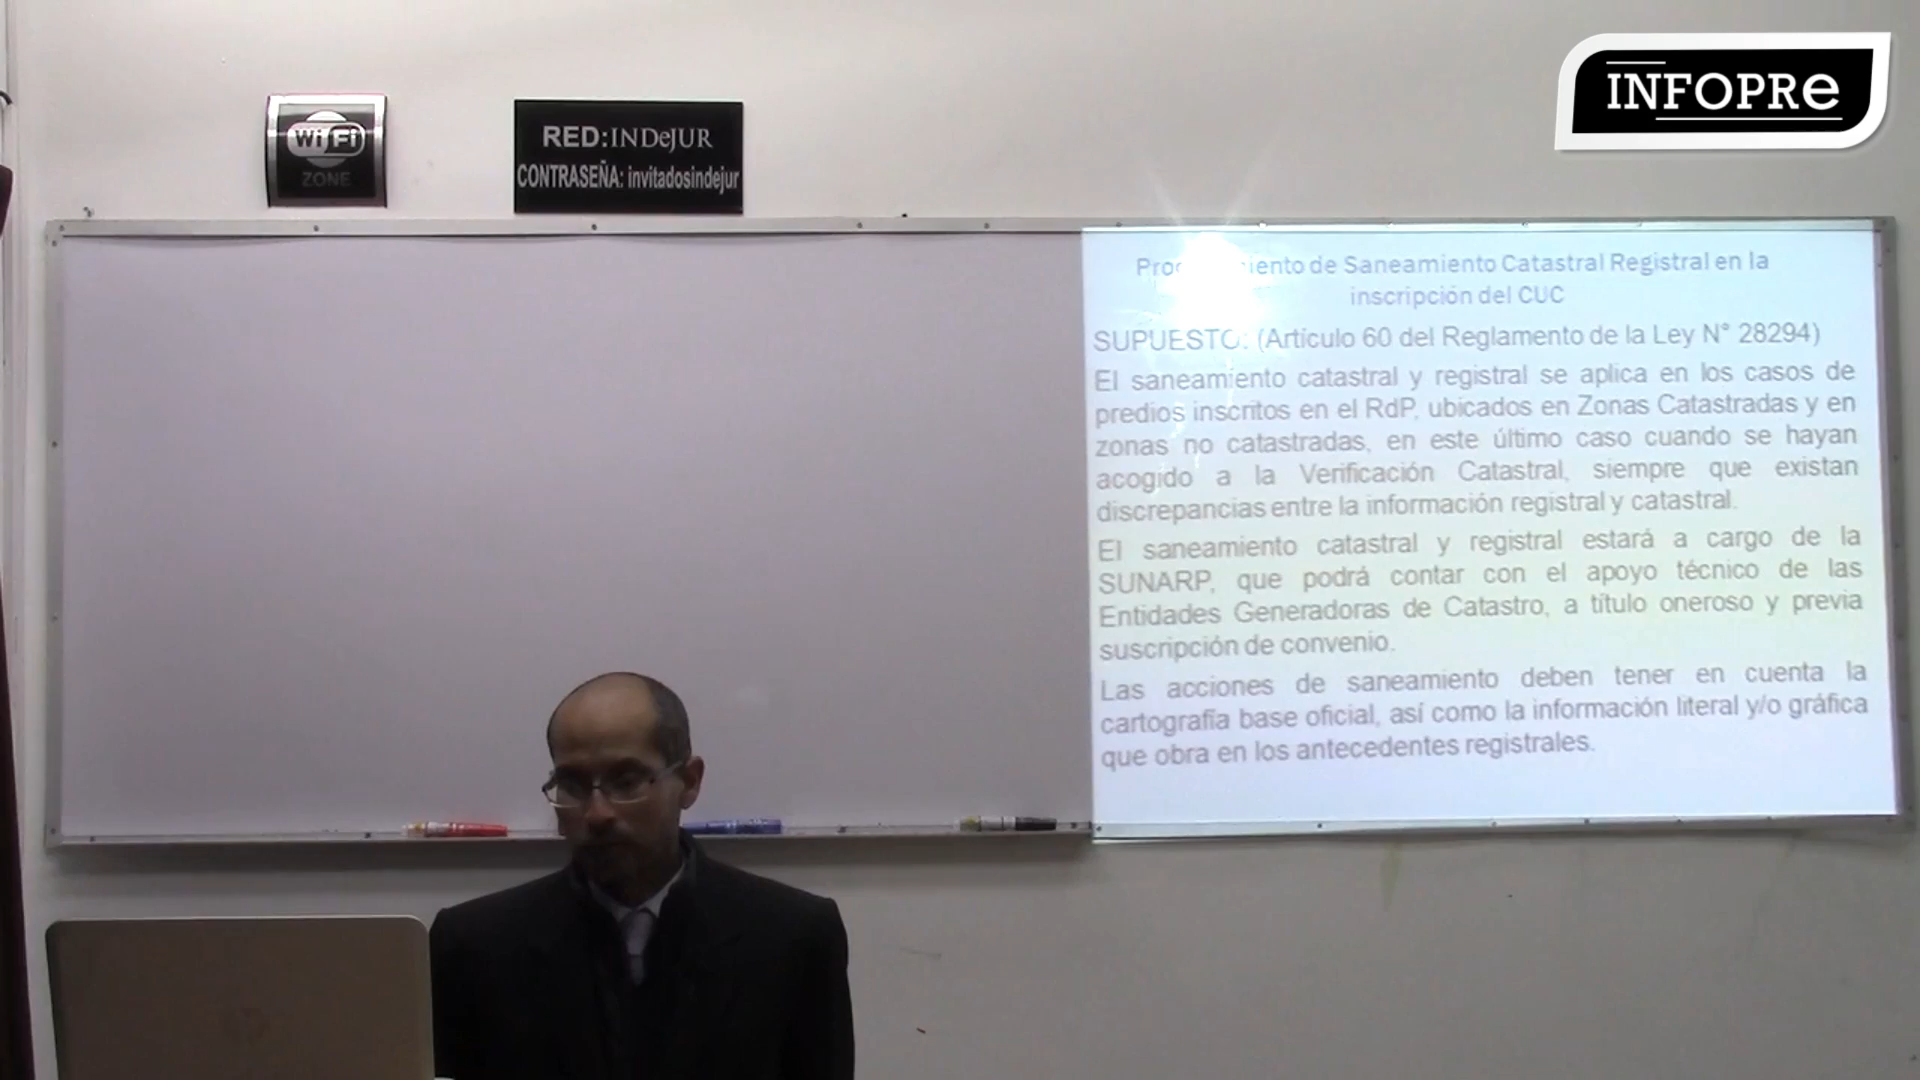 INFOPRe
Wi Fi
ZONE
RED:INDeJUR
CONTRASEÑA: invitadosindejur
iento de Saneamiento Catastral Registral en la
inscripción del CUC
SUPUESTO: (Artículo 60 del Reglamento de la Ley N° 28294)
El saneamiento catastral y registral se aplica en los casos de
predios inscritos en el RdP, ubicados en Zonas Catastradas y en
zonas no catastradas, en este último caso cuando se hayan
acogido a la Verificación Catastral, siempre que existan
discrepancias entre la información registral y catastral.
El saneamiento catastral y registral estará a cargo de la
SUNARP, que podrá contar con el apoyo técnico de las
Entidades Generadoras de Catastro, a título oneroso y previa
suscripción de convenio.
Las acciones de saneamiento deben tener en cuenta la
cartografía base oficial, así como la información literal y/o gráfica
que obra en los antecedentes registrales.